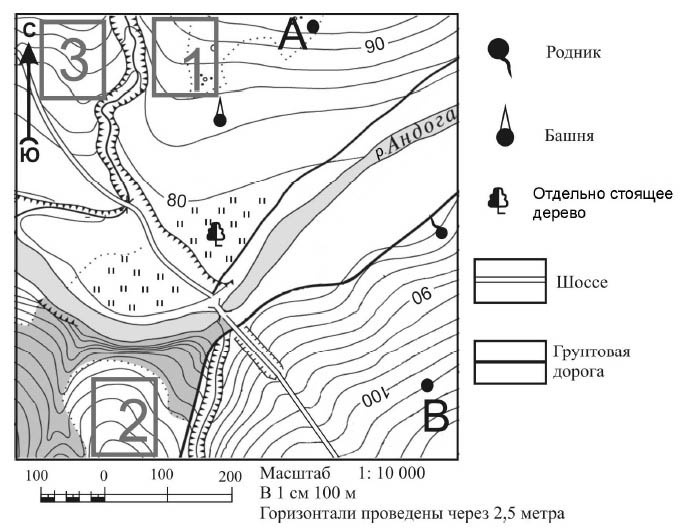 С
Ю
3
1
А
90
р. Андога
80
90
100
2
В
Родник
Башня
Отдельно стоящее
дерево
Шоссе
Грунтовая
дорога
100 0 100 200
Масштаб 1: 10 000
В 1 см 100 м
Горизонтали проведены через 2,5 метра